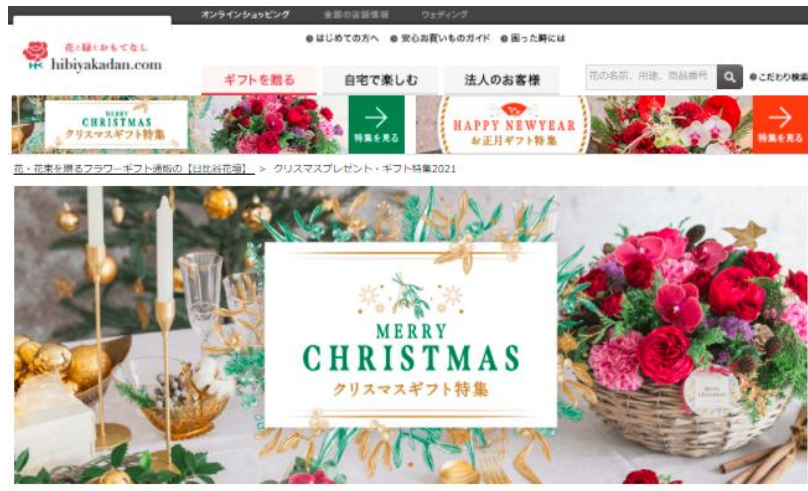 オンラインショッピング 全国の店舗情報 ウェディング
はじめての方へ 安心お買いものガイド 困った時には
花と緑とおもてなし
HK hibiyakadan.com
ギフトを贈る 自宅で楽しむ 法人のお客様 花の名前、用途、商品番号 こだわり検索
MERRY
CHRISTMAS
クリスマスギフト特集
特集を見る
HAPPY NEWYEAR
お正月ギフト特集
特集を見る
花・花束を贈るフラワーギフト通販の【日比谷花壇】 > クリスマスプレゼント・ギフト特集2021
MERRY
CHRISTMAS
クリスマスギフト特集
Merry
Christmas